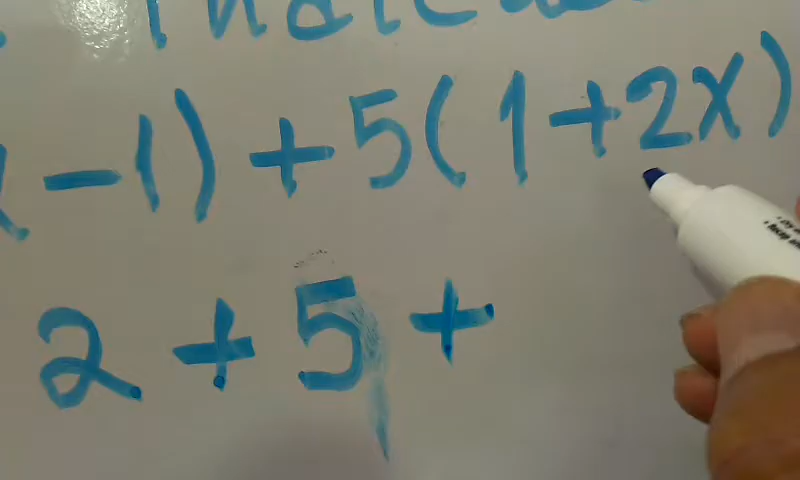 - 1) + 5(1 + 2x)
2 + 5 +